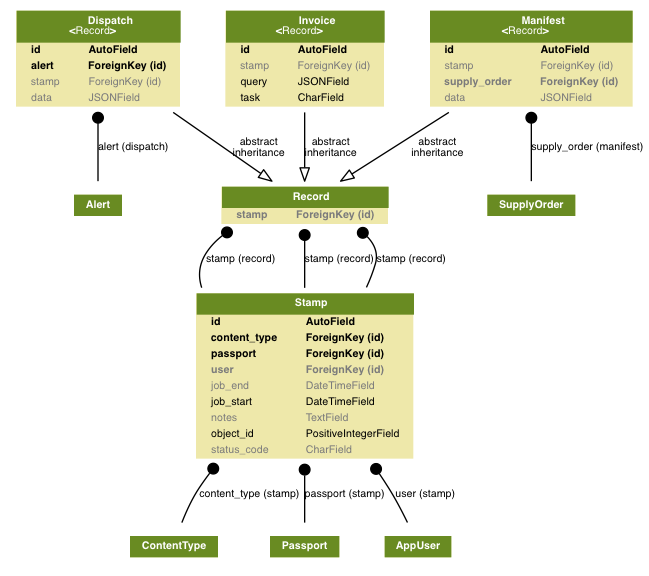 Dispatch
<Record>
id AutoField
alert ForeignKey (id)
stamp ForeignKey (id)
data JSONField
Invoice
<Record>
id AutoField
stamp ForeignKey (id)
query JSONField
task CharField
Manifest
<Record>
id AutoField
stamp ForeignKey (id)
supply_order ForeignKey (id)
data JSONField
alert (dispatch)
abstract
inheritance
abstract
inheritance
abstract
inheritance
supply_order (manifest)
Alert
Record
stamp ForeignKey (id)
SupplyOrder
stamp (record)
stamp (record)
stamp (record)
Stamp
id AutoField
content_type ForeignKey (id)
passport ForeignKey (id)
user ForeignKey (id)
job_end DateTimeField
job_start DateTimeField
notes TextField
object_id PositiveIntegerField
status_code CharField
content_type (stamp)
passport (stamp)
user (stamp)
ContentType
Passport
AppUser